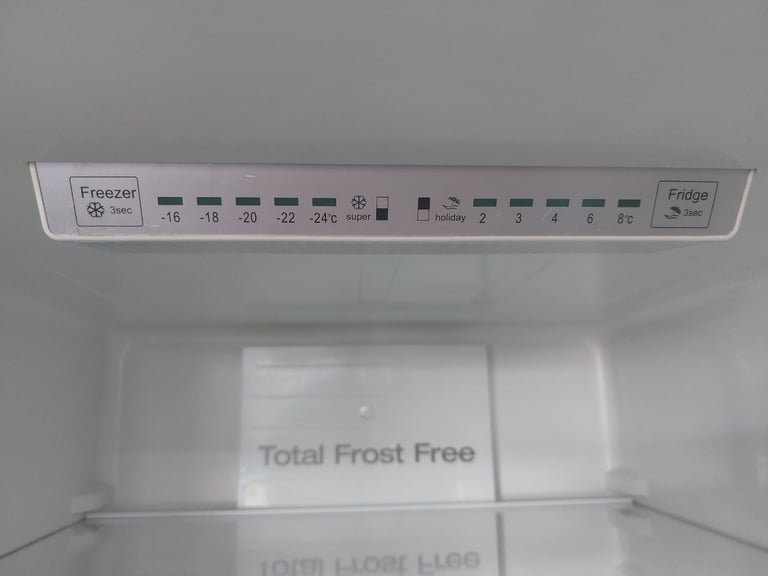 Freezer
3sec
-16 -18 -20 -22 -24°c
super
holiday
2 3 4 6 8°c
Fridge
3sec
Total Frost Free
Total Frost Free